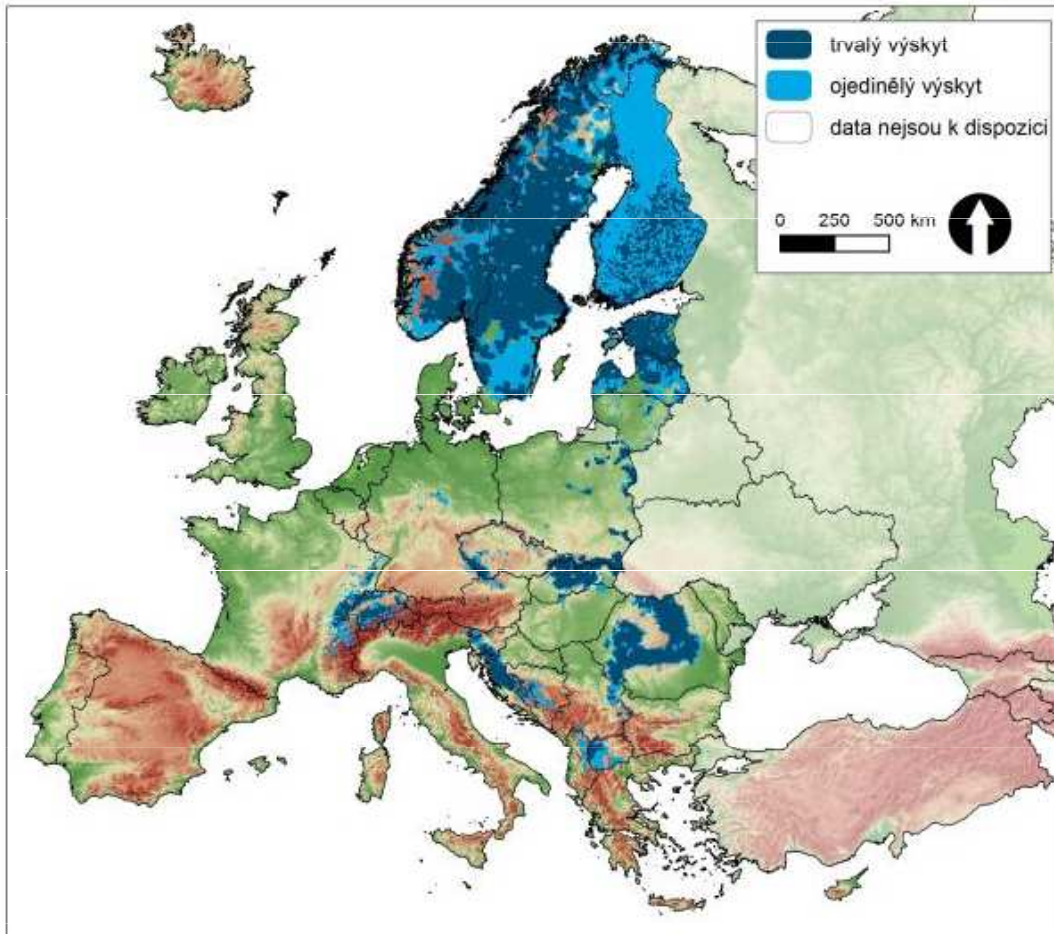 trvalý výskyt
ojedinělý výskyt
data nejsou k dispozici
0 250 500 km